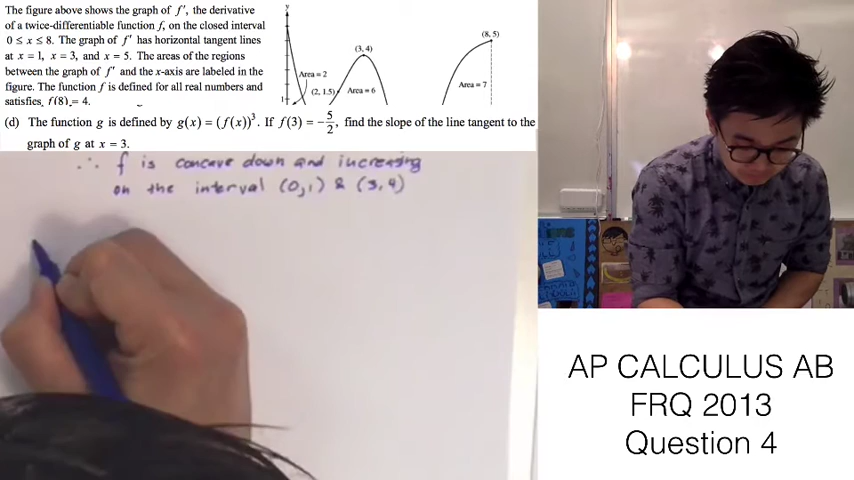 The figure above shows the graph of f′, the derivative
of a twice-differentiable function f, on the closed interval
0 ≤ x ≤ 8. The graph of f′ has horizontal tangent lines
at x = 1, x = 3, and x = 5. The areas of the regions
between the graph of f′ and the x-axis are labeled in the
figure. The function f is defined for all real numbers and
satisfies f(8) = 4.
y
1
Area = 2
(2, 1.5)
(3, 4)
Area = 6
(8, 5)
Area = 7
(d) The function g is defined by g(x) = (f(x))³. If f(3) = −5/2, find the slope of the line tangent to the
graph of g at x = 3.
∴ f is concave down and increasing
on the interval (0,1) & (3,4)
AP CALCULUS AB
FRQ 2013
Question 4